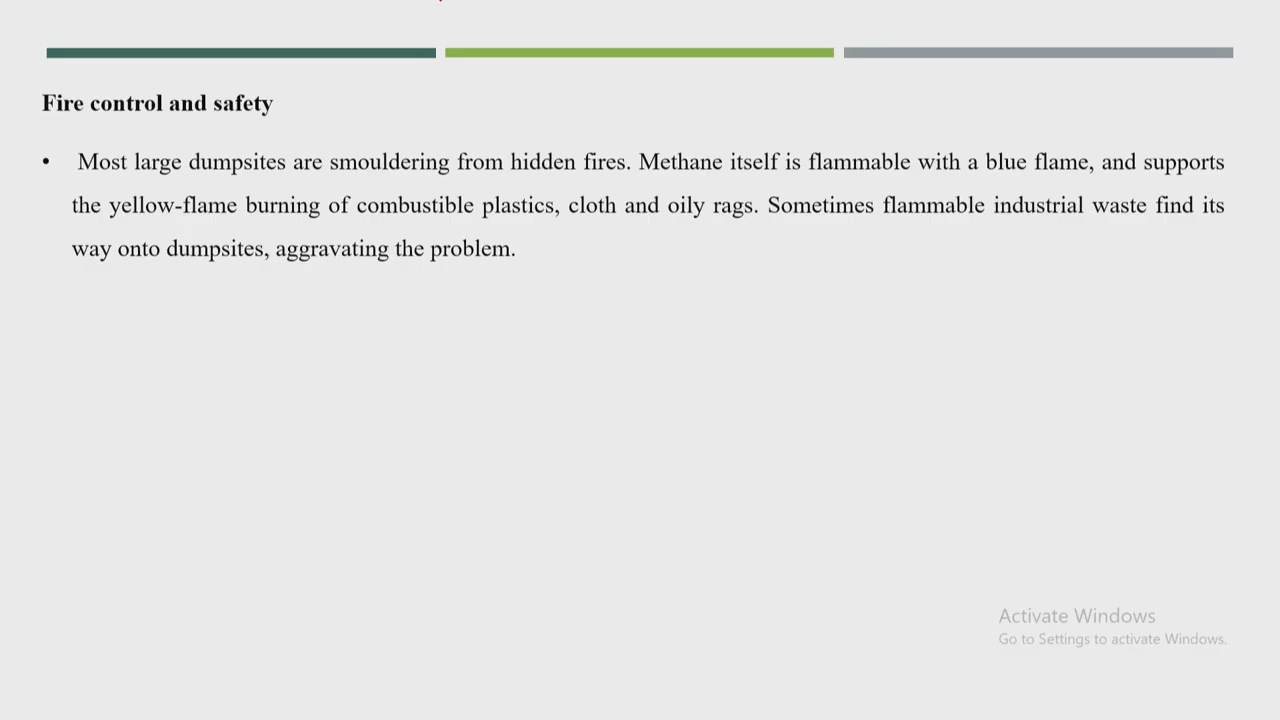 Fire control and safety
• Most large dumpsites are smouldering from hidden fires. Methane itself is flammable with a blue flame, and supports
the yellow-flame burning of combustible plastics, cloth and oily rags. Sometimes flammable industrial waste find its
way onto dumpsites, aggravating the problem.
Activate Windows
Go to Settings to activate Windows.